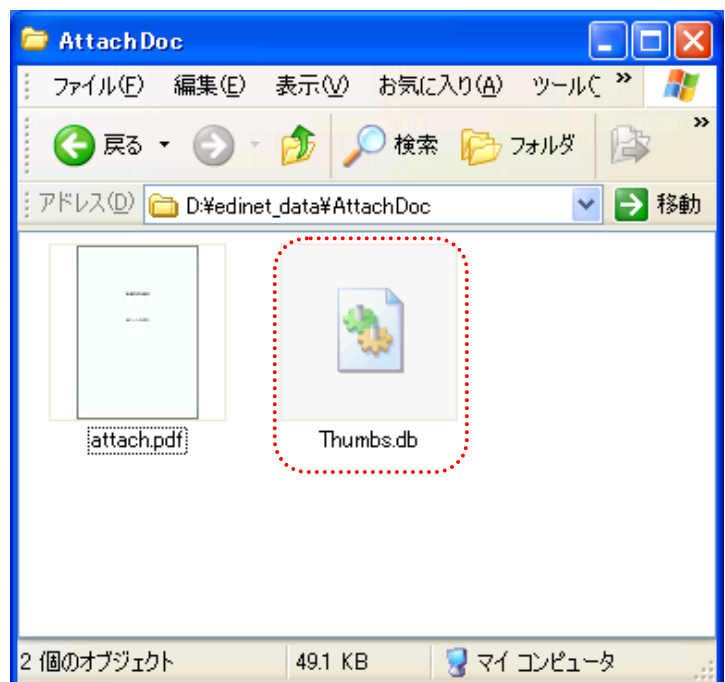 AttachDoc
ファイル(F) 編集(E) 表示(V) お気に入り(A) ツール( »
戻る 検索 フォルダ »
アドレス(D) D:¥edinet_data¥AttachDoc 移動
attach.pdf Thumbs.db
2 個のオブジェクト 49.1 KB マイ コンピュータ